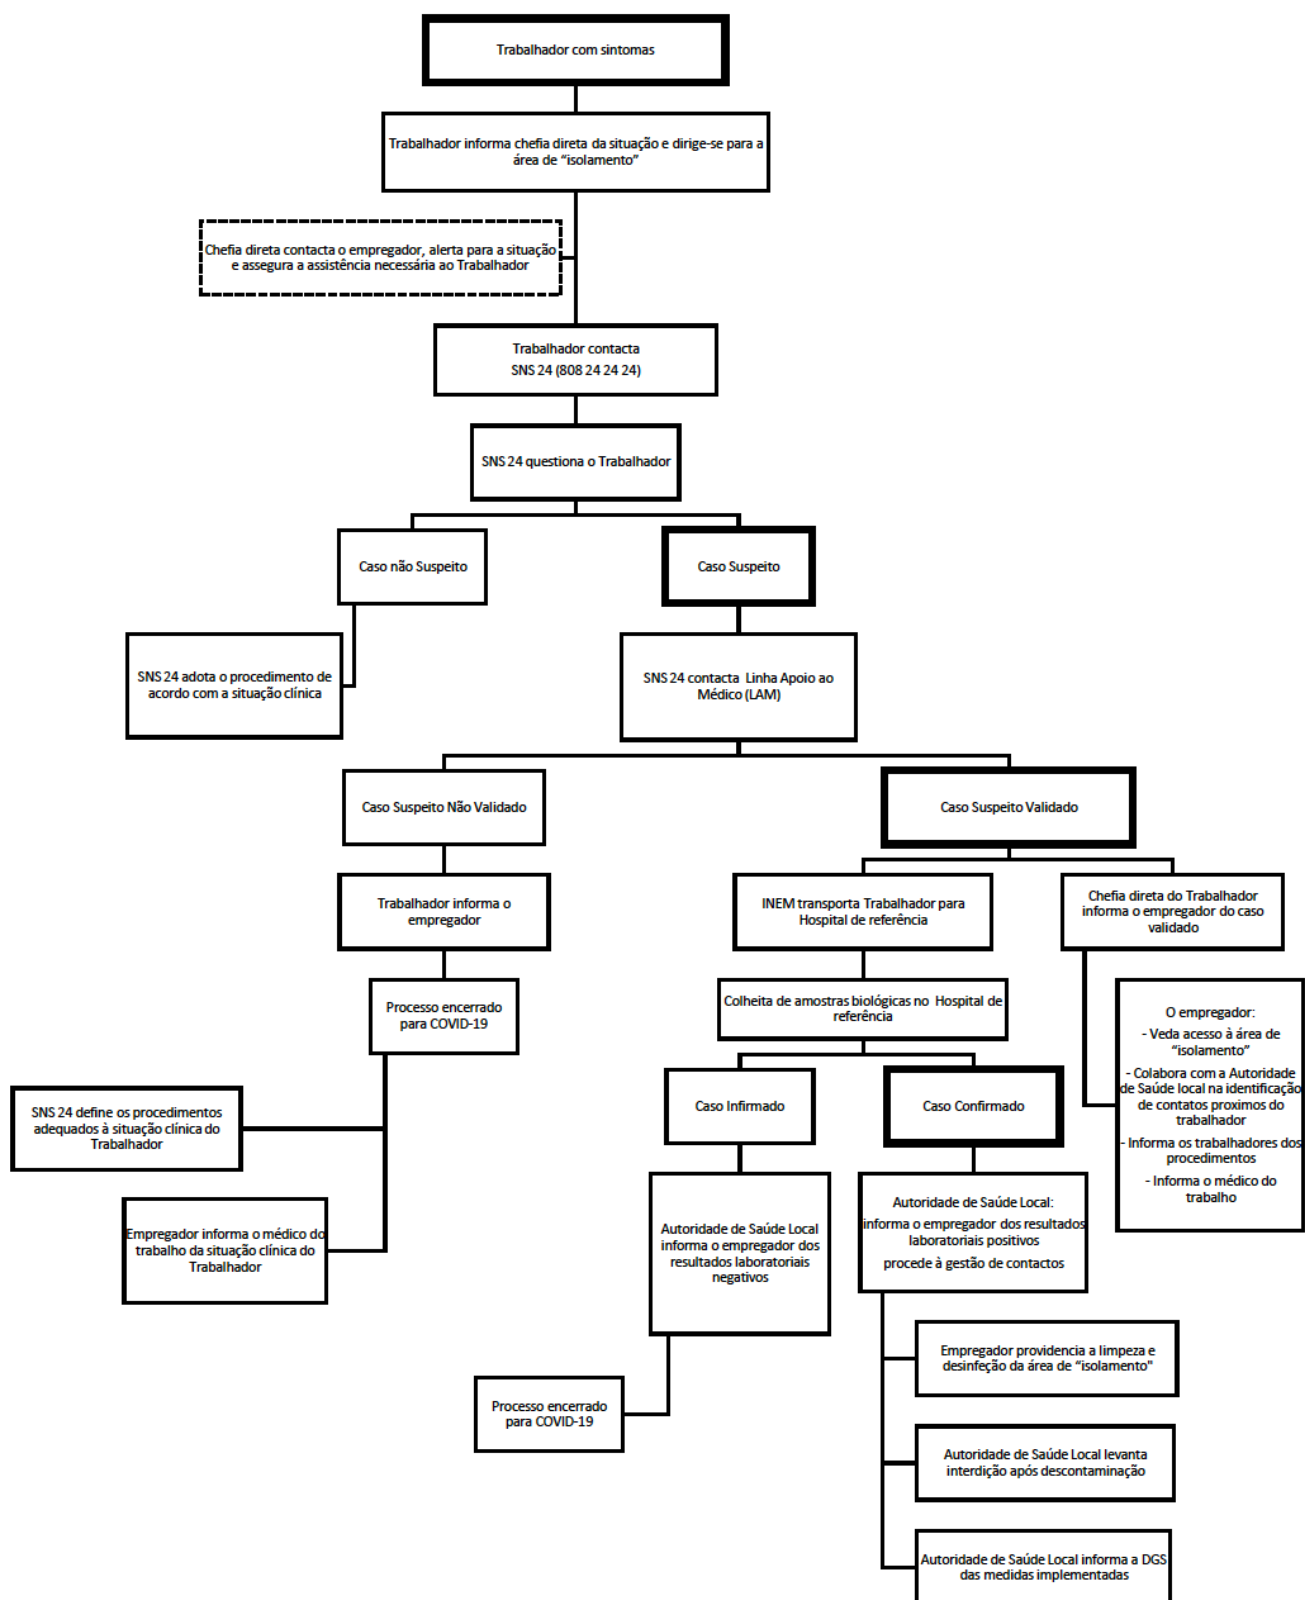 Trabalhador com sintomas
Trabalhador informa chefia direta da situação e dirige-se para a
área de “isolamento”
Chefia direta contacta o empregador, alerta para a situação
e assegura a assistência necessária ao Trabalhador
Trabalhador contacta
SNS 24 (808 24 24 24)
SNS 24 questiona o Trabalhador
Caso não Suspeito
Caso Suspeito
SNS 24 adota o procedimento de
acordo com a situação clínica
SNS 24 contacta Linha Apoio ao
Médico (LAM)
Caso Suspeito Não Validado
Caso Suspeito Validado
Trabalhador informa o
empregador
INEM transporta Trabalhador para
Hospital de referência
Chefia direta do Trabalhador
informa o empregador do caso
validado
Processo encerrado
para COVID-19
Colheita de amostras biológicas no Hospital de
referência
O empregador:
- Veda acesso à área de
“isolamento”
- Colabora com a Autoridade
de Saúde local na identificação
de contatos proximos do
trabalhador
- Informa os trabalhadores dos
procedimentos
- Informa o médico do
trabalho
SNS 24 define os procedimentos
adequados à situação clínica do
Trabalhador
Caso Infirmado
Caso Confirmado
Empregador informa o médico do
trabalho da situação clínica do
Trabalhador
Autoridade de Saúde Local
informa o empregador dos
resultados laboratoriais
negativos
Autoridade de Saúde Local:
informa o empregador dos resultados
laboratoriais positivos
procede à gestão de contactos
Empregador providencia a limpeza e
desinfeção da área de “isolamento"
Processo encerrado
para COVID-19
Autoridade de Saúde Local levanta
interdição após descontaminação
Autoridade de Saúde Local informa a DGS
das medidas implementadas